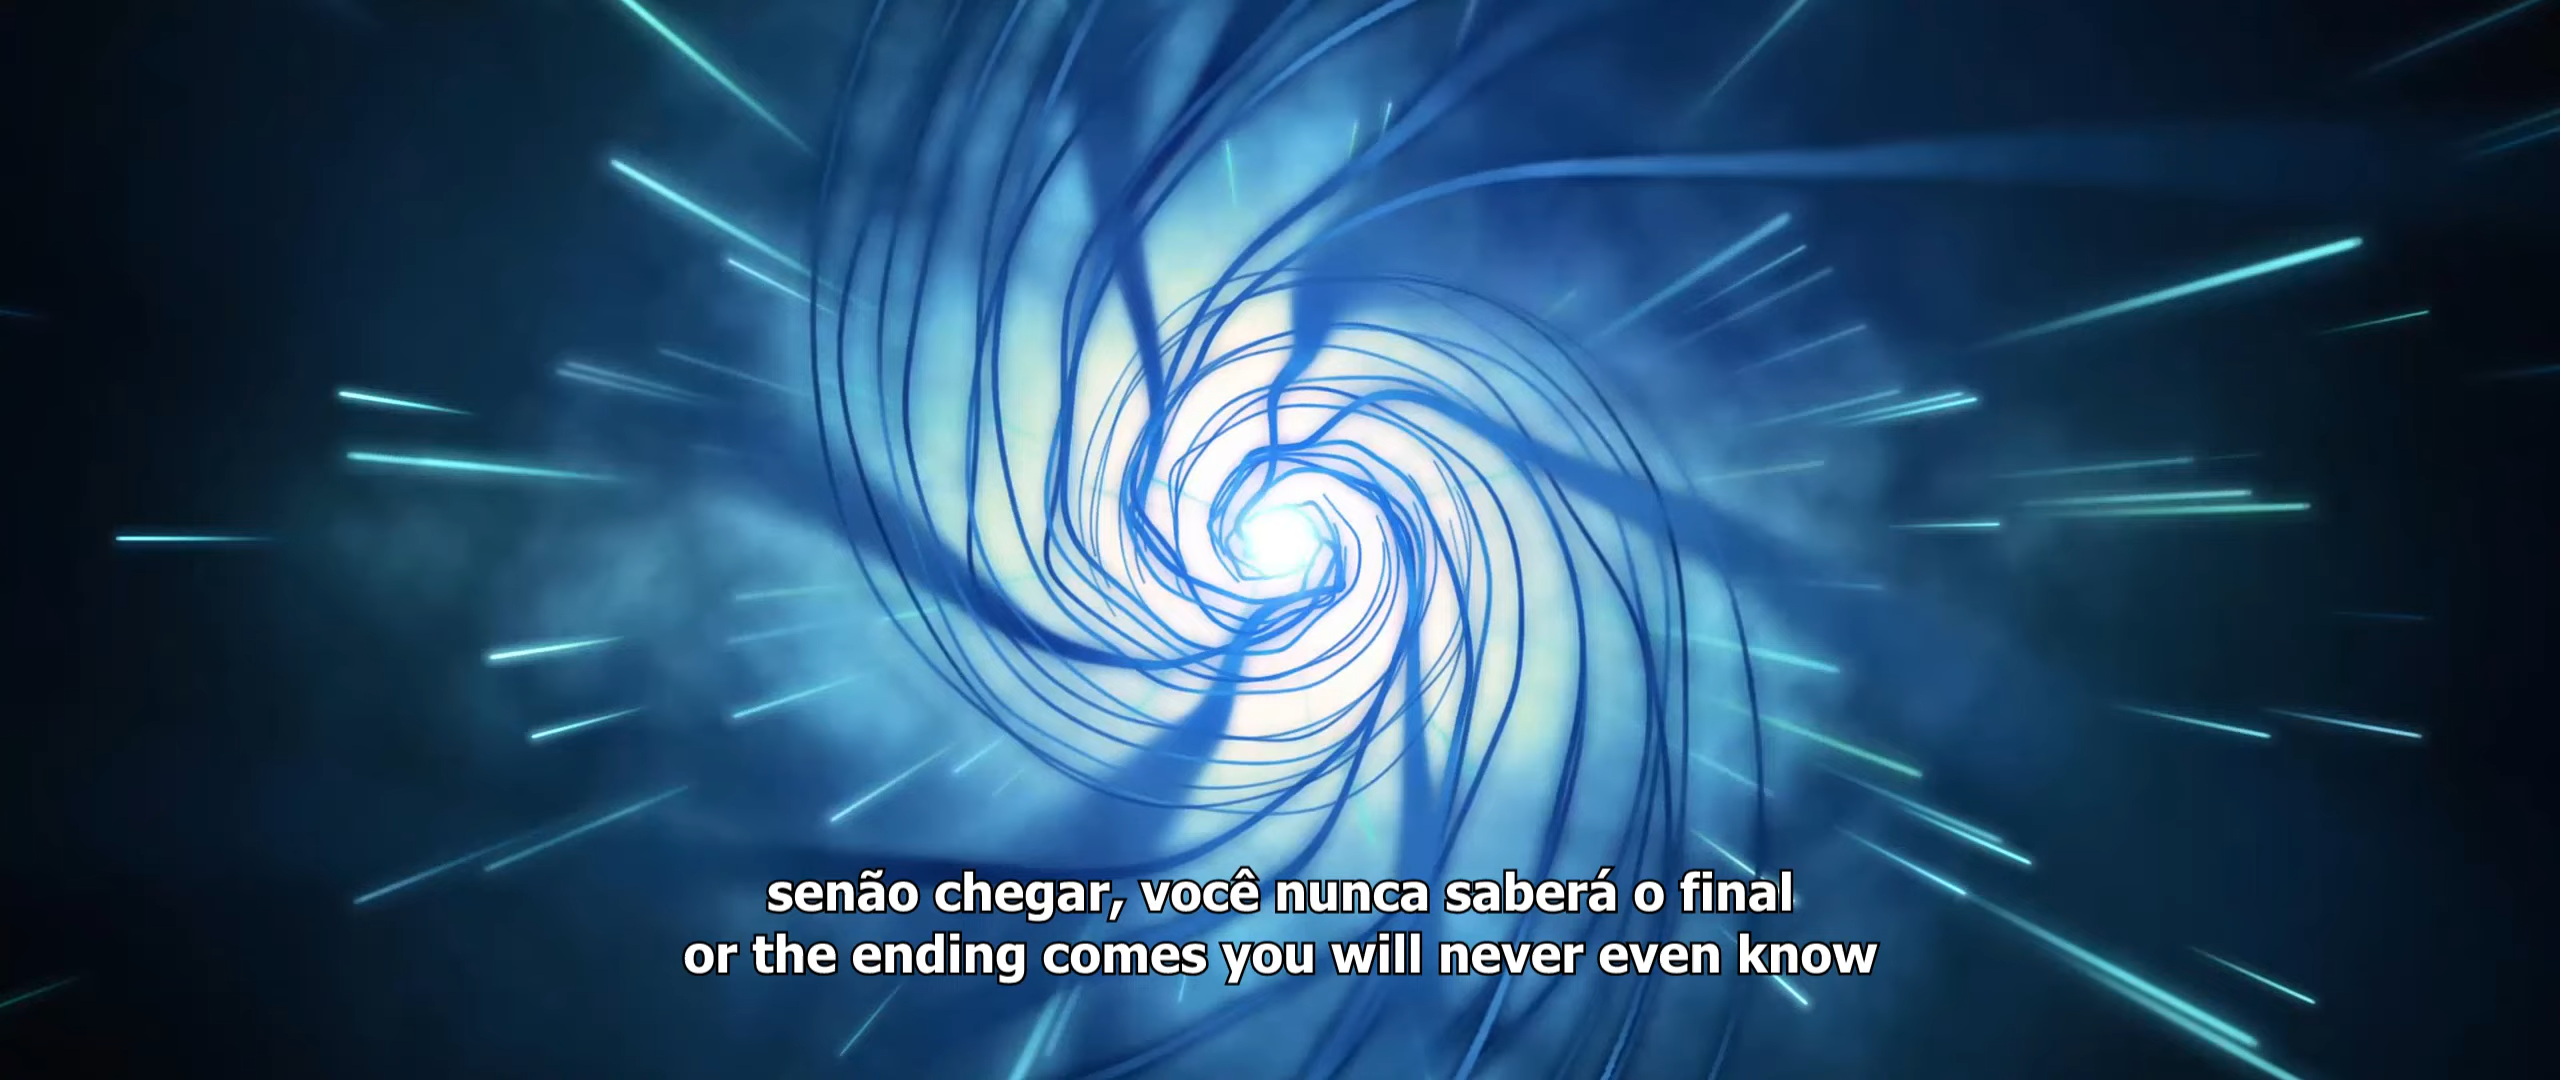 senão chegar, você nunca saberá o final
or the ending comes you will never even know